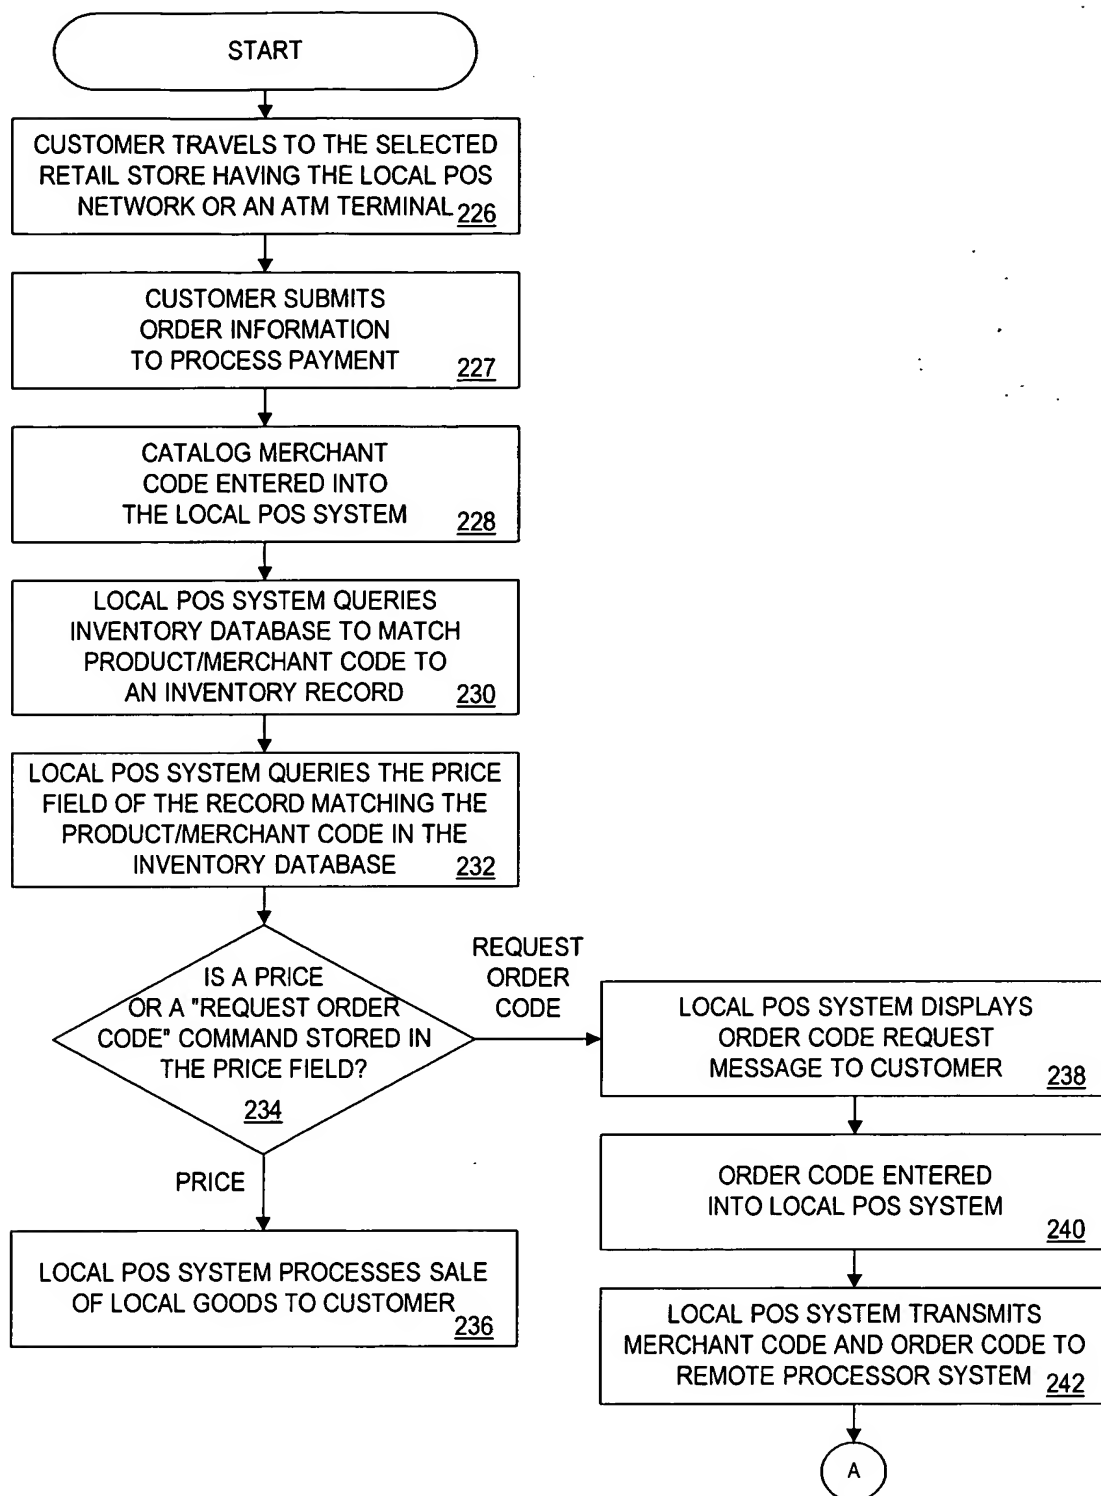 START
CUSTOMER TRAVELS TO THE SELECTED
RETAIL STORE HAVING THE LOCAL POS
NETWORK OR AN ATM TERMINAL 226
CUSTOMER SUBMITS
ORDER INFORMATION
TO PROCESS PAYMENT 227
CATALOG MERCHANT
CODE ENTERED INTO
THE LOCAL POS SYSTEM 228
LOCAL POS SYSTEM QUERIES
INVENTORY DATABASE TO MATCH
PRODUCT/MERCHANT CODE TO
AN INVENTORY RECORD 230
LOCAL POS SYSTEM QUERIES THE PRICE
FIELD OF THE RECORD MATCHING THE
PRODUCT/MERCHANT CODE IN THE
INVENTORY DATABASE 232
IS A PRICE
OR A "REQUEST ORDER
CODE" COMMAND STORED IN
THE PRICE FIELD?
234
PRICE
LOCAL POS SYSTEM PROCESSES SALE
OF LOCAL GOODS TO CUSTOMER 236
REQUEST
ORDER
CODE
LOCAL POS SYSTEM DISPLAYS
ORDER CODE REQUEST
MESSAGE TO CUSTOMER 238
ORDER CODE ENTERED
INTO LOCAL POS SYSTEM 240
LOCAL POS SYSTEM TRANSMITS
MERCHANT CODE AND ORDER CODE TO
REMOTE PROCESSOR SYSTEM 242
A